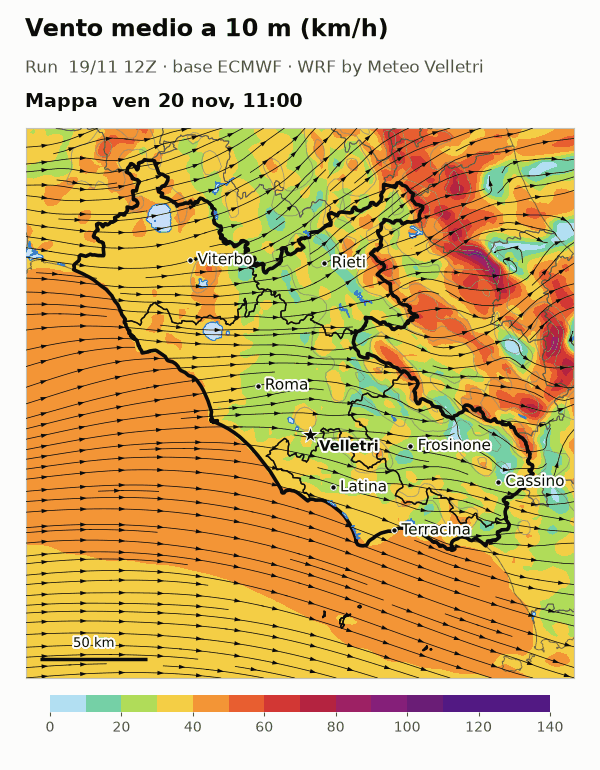 Vento medio a 10 m (km/h)
Run 19/11 12Z · base ECMWF · WRF by Meteo Velletri
Mappa ven 20 nov, 11:00
Viterbo
Rieti
Roma
Velletri
Frosinone
Latina
Cassino
Terracina
50 km
0 20 40 60 80 100 120 140